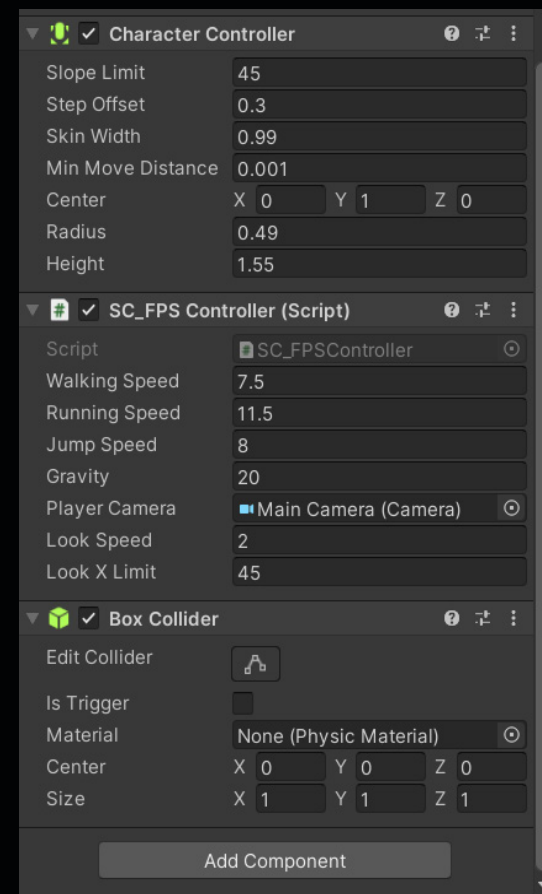 Character Controller
Slope Limit 45
Step Offset 0.3
Skin Width 0.99
Min Move Distance 0.001
Center X 0 Y 1 Z 0
Radius 0.49
Height 1.55
# SC_FPS Controller (Script)
Script # SC_FPSController
Walking Speed 7.5
Running Speed 11.5
Jump Speed 8
Gravity 20
Player Camera Main Camera (Camera)
Look Speed 2
Look X Limit 45
Box Collider
Edit Collider
Is Trigger
Material None (Physic Material)
Center X 0 Y 0 Z 0
Size X 1 Y 1 Z 1
Add Component